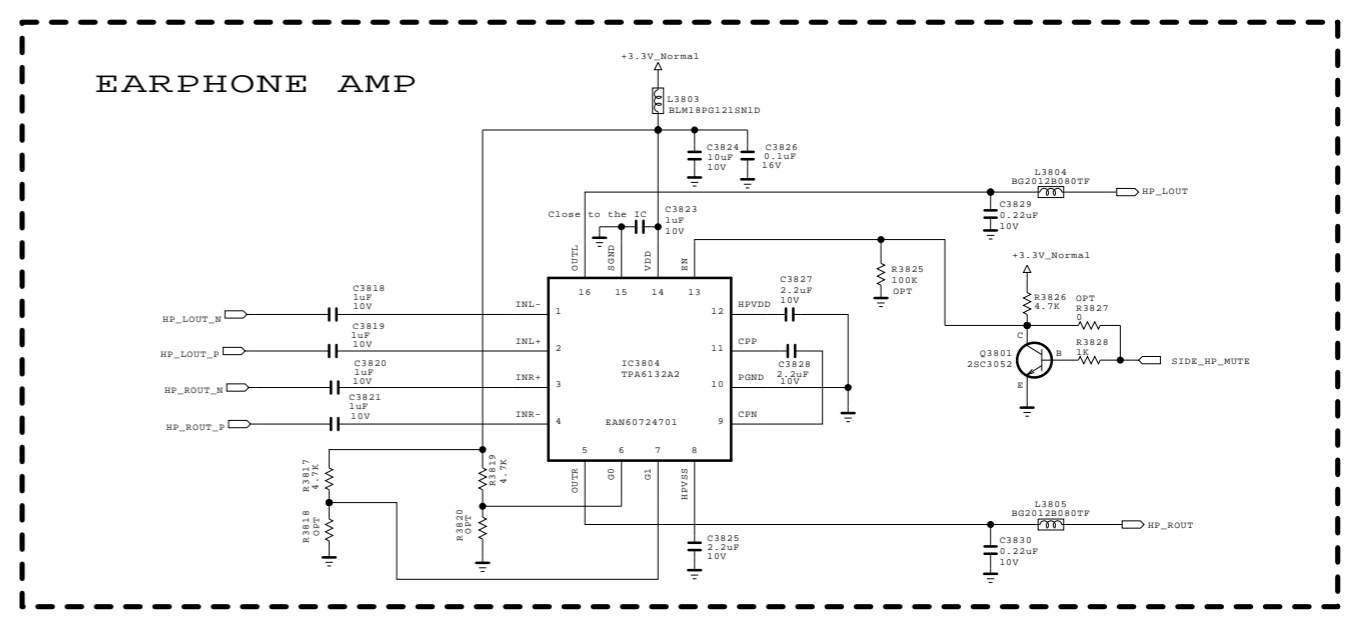 EARPHONE AMP
+3.3V_Normal
L3803
BLM18PG121SN1D
C3824
10uF
10V
C3826
0.1uF
16V
L3804
BG2012B080TF
HP_LOUT
C3829
0.22uF
10V
Close to the IC
C3823
1uF
10V
OUTL
SGND
VDD
EN
R3825
100K
OPT
+3.3V_Normal
R3826
4.7K
OPT
R3827
0
R3828
1K
C
B
E
Q3801
2SC3052
SIDE_HP_MUTE
16
15
14
13
C3827
2.2uF
10V
C3818
1uF
10V
HP_LOUT_N
INL-
1
12
HPVDD
C3819
1uF
10V
HP_LOUT_P
INL+
2
11
CPP
IC3804
TPA6132A2
C3828
2.2uF
10V
C3820
1uF
10V
HP_ROUT_N
INR+
3
10
PGND
C3821
1uF
10V
HP_ROUT_P
INR-
4
EAN60724701
9
CPN
5
6
7
8
OUTR
G0
G1
HPVSS
R3817
4.7K
R3819
4.7K
R3818
OPT
R3820
OPT
C3825
2.2uF
10V
L3805
BG2012B080TF
HP_ROUT
C3830
0.22uF
10V